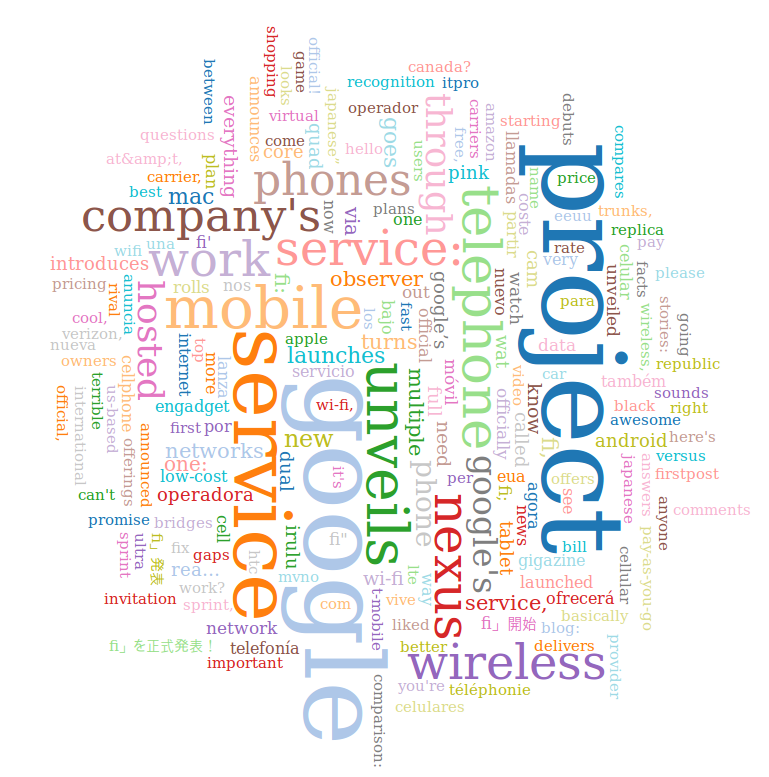 project
google
service
unveils
telephone
mobile
nexus
wireless
google's
company's
work
phones
service:
hosted
through
phone
canada?
recognition
itpro
official!
game
looks
shopping
between
announces
japanese"
operador
virtual
come
core
quad
hello
goes
users
free,
carriers
amazon
starting
debuts
compares
questions
everything
at&amp;t,
carrier,
plan
best
mac
pink
llamadas
name
price
coste
eeuu
trunks,
replica
pay
now
via
plans
one
partir
rate
very
wifi
una
fi'
introduces
pricing
rival
anuncia
rolls
nos
fi:
observer
out
google's
nuevo
watch
cam
para
unveiled
celular
facts
please
cool,
verizon,
nueva
owners
internet
top
more
lanza
apple
los
bajo
fast
official
turns
launches
servicio
wat
data
video
car
wireless,
stories:
going
republic
también
sounds
right
black
awesome
official,
international
terrible
us-based
cellphone
engadget
first
por
wi-fi,
new
multiple
full
móvil
need
officially
called
know
fi,
android
here's
versus
networks
one:
low-cost
operadora
offerings
announced
can't
dual
it's
per
eua
fi;
agora
news
offers
see
japanese
answers
firstpost
anyone
comments
promise
bridges
cell
irulu
fi"
sprint
ultra
fi」発表
fix
gaps
htc
rea...
work?
mvno
wi-fi
lte
way
tablet
bill
gigazine
launched
cellular
pay-as-you-go
invitation
sprint,
com
t-mobile
vive
service,
ofrecerá
basically
network
liked
fi」開始
blog:
fi」を正式発表！
telefonía
important
better
delivers
provider
comparison:
you're
téléphonie
celulares